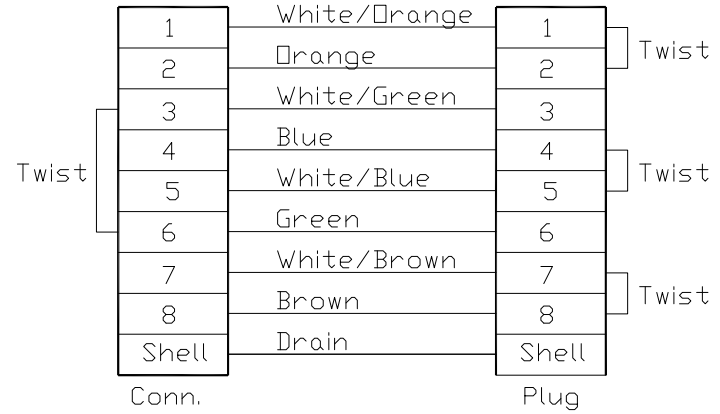 1 White/Orange 1
Twist
2 Orange 2
3 White/Green 3
4 Blue 4
Twist Twist
5 White/Blue 5
6 Green 6
7 White/Brown 7
Twist
8 Brown 8
Shell Drain Shell
Conn. Plug